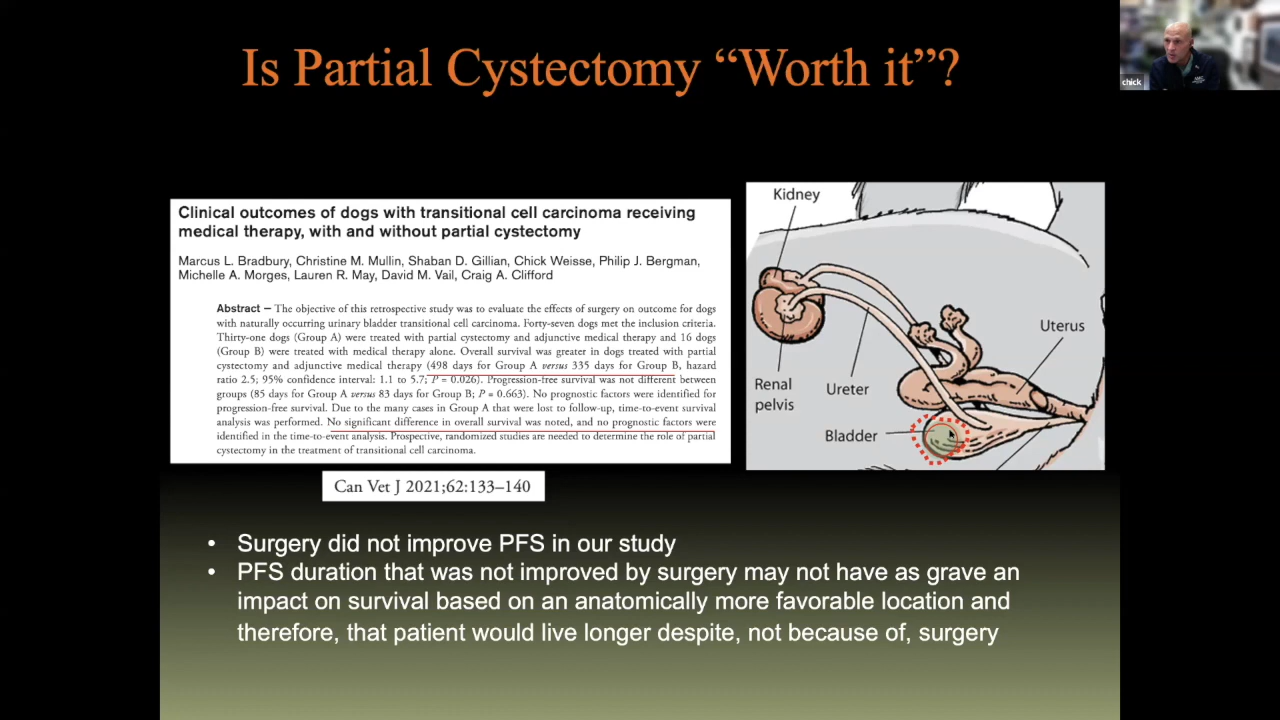 Is Partial Cystectomy “Worth it”?
chick
Clinical outcomes of dogs with transitional cell carcinoma receiving
medical therapy, with and without partial cystectomy
Marcus L. Bradbury, Christine M. Mullin, Shaban D. Gillian, Chick Weisse, Philip J. Bergman,
Michelle A. Morges, Lauren R. May, David M. Vail, Craig A. Clifford
Abstract — The objective of this retrospective study was to evaluate the effects of surgery on outcome for dogs
with naturally occurring urinary bladder transitional cell carcinoma. Forty-seven dogs met the inclusion criteria.
Thirty-one dogs (Group A) were treated with partial cystectomy and adjunctive medical therapy and 16 dogs
(Group B) were treated with medical therapy alone. Overall survival was greater in dogs treated with partial
cystectomy and adjunctive medical therapy (498 days for Group A versus 335 days for Group B, hazard
ratio 2.5; 95% confidence interval: 1.1 to 5.7; P = 0.026). Progression-free survival was not different between
groups (85 days for Group A versus 83 days for Group B; P = 0.663). No prognostic factors were identified for
progression-free survival. Due to the many cases in Group A that were lost to follow-up, time-to-event survival
analysis was performed. No significant difference in overall survival was noted, and no prognostic factors were
identified in the time-to-event analysis. Prospective, randomized studies are needed to determine the role of partial
cystectomy in the treatment of transitional cell carcinoma.
Can Vet J 2021;62:133–140
Kidney
Uterus
Renal
pelvis
Ureter
Bladder
• Surgery did not improve PFS in our study
• PFS duration that was not improved by surgery may not have as grave an
impact on survival based on an anatomically more favorable location and
therefore, that patient would live longer despite, not because of, surgery